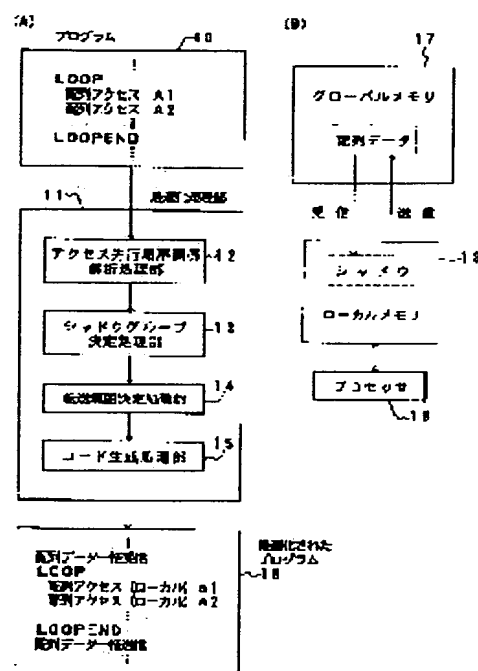 (A)
プログラム
10
LOOP
配列アクセス A1
配列アクセス A2
LOOPEND
11
最適化処理部
アクセス先行順序関係
解析処理部
12
シャドウグループ
決定処理部
13
転送範囲決定処理部
14
コード生成処理部
15
配列データ一括受信
LOOP
配列アクセス (ローカル) a1
配列アクセス (ローカル) a2
LOOPEND
配列データ一括送信
最適化された
プログラム
16
(B)
17
グローバルメモリ
配列データ
受信
送信
シャドウ
18
ローカルメモリ
プロセッサ